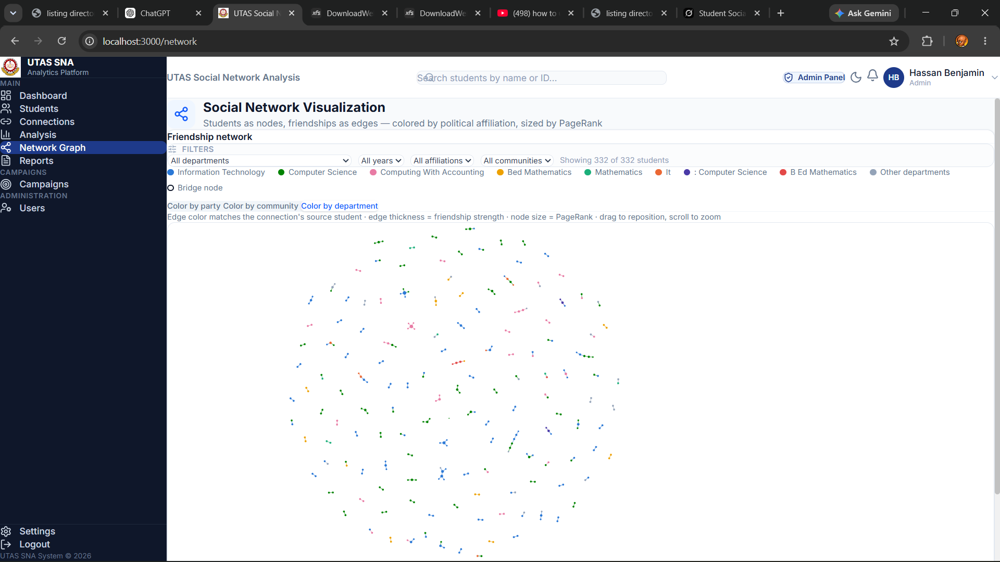 listing directo
ChatGPT
UTAS Social N
xfs DownloadWe
xfs DownloadWe
(498) how to
listing directo
Student Socia
Ask Gemini
localhost:3000/network
UTAS SNA
Analytics Platform
MAIN
Dashboard
Students
Connections
Analysis
Network Graph
Reports
CAMPAIGNS
Campaigns
ADMINISTRATION
Users
Settings
Logout
UTAS SNA System © 2026
UTAS Social Network Analysis
Search students by name or ID...
Admin Panel
HB
Hassan Benjamin
Admin
Social Network Visualization
Students as nodes, friendships as edges — colored by political affiliation, sized by PageRank
Friendship network
FILTERS
All departments All years All affiliations All communities Showing 332 of 332 students
Information Technology Computer Science Computing With Accounting Bed Mathematics Mathematics It : Computer Science B Ed Mathematics Other departments
Bridge node
Color by party Color by community Color by department
Edge color matches the connection's source student · edge thickness = friendship strength · node size = PageRank · drag to reposition, scroll to zoom